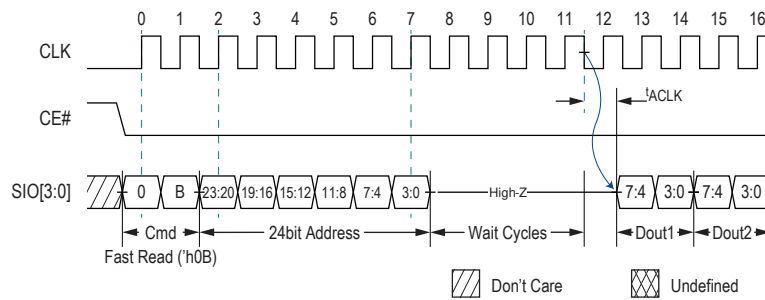 0 1 2 3 4 5 6 7 8 9 10 11 12 13 14 15 16
CLK
tACLK
CE#
SIO[3:0] 0 B 23:20 19:16 15:12 11:8 7:4 3:0 High-Z 7:4 3:0 7:4 3:0
Cmd 24bit Address Wait Cycles Dout1 Dout2
Fast Read ('h0B)
Don't Care Undefined